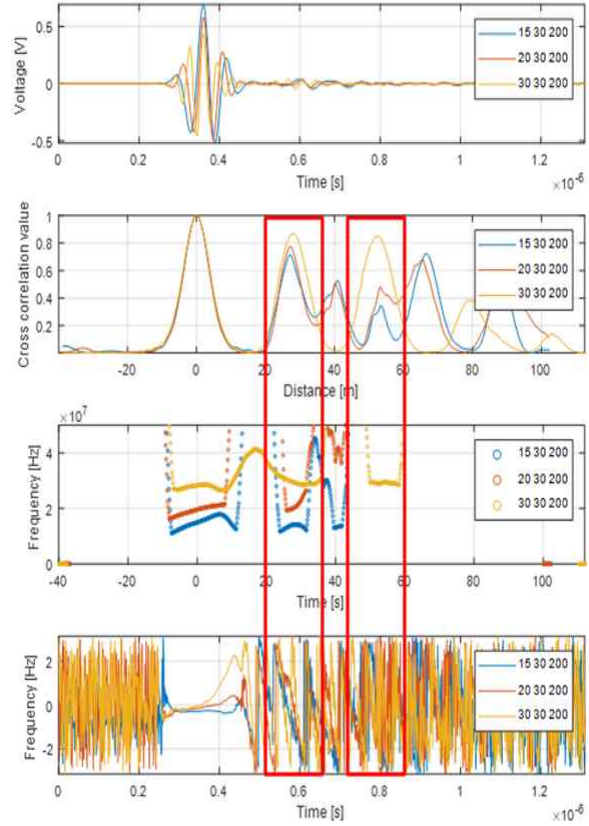 Voltage [V]
0.5
0
-0.5
0 0.2 0.4 0.6 0.8 1 1.2
Time [s]
×10⁻⁶
15 30 200
20 30 200
30 30 200
Cross correlation value
1
0.8
0.6
0.4
0.2
-20 0 20 40 60 80 100
Distance [m]
15 30 200
20 30 200
30 30 200
×10⁷
Frequency [Hz]
4
2
0
-40 -20 0 20 40 60 100
Time [s]
15 30 200
20 30 200
30 30 200
Frequency [Hz]
2
0
-2
0 0.2 0.4 0.6 0.8 1 1.2
Time [s]
×10⁻⁶
15 30 200
20 30 200
30 30 200